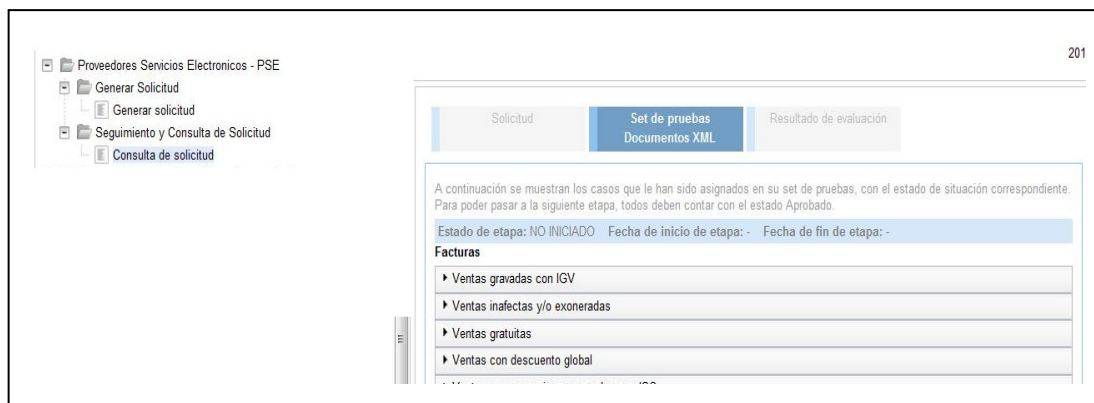 201
Proveedores Servicios Electronicos - PSE
Generar Solicitud
Generar solicitud
Seguimiento y Consulta de Solicitud
Consulta de solicitud
Solicitud
Set de pruebas
Documentos XML
Resultado de evaluación
A continuación se muestran los casos que le han sido asignados en su set de pruebas, con el estado de situación correspondiente.
Para poder pasar a la siguiente etapa, todos deben contar con el estado Aprobado.
Estado de etapa: NO INICIADO Fecha de inicio de etapa: - Fecha de fin de etapa: -
Facturas
Ventas gravadas con IGV
Ventas inafectas y/o exoneradas
Ventas gratuitas
Ventas con descuento global